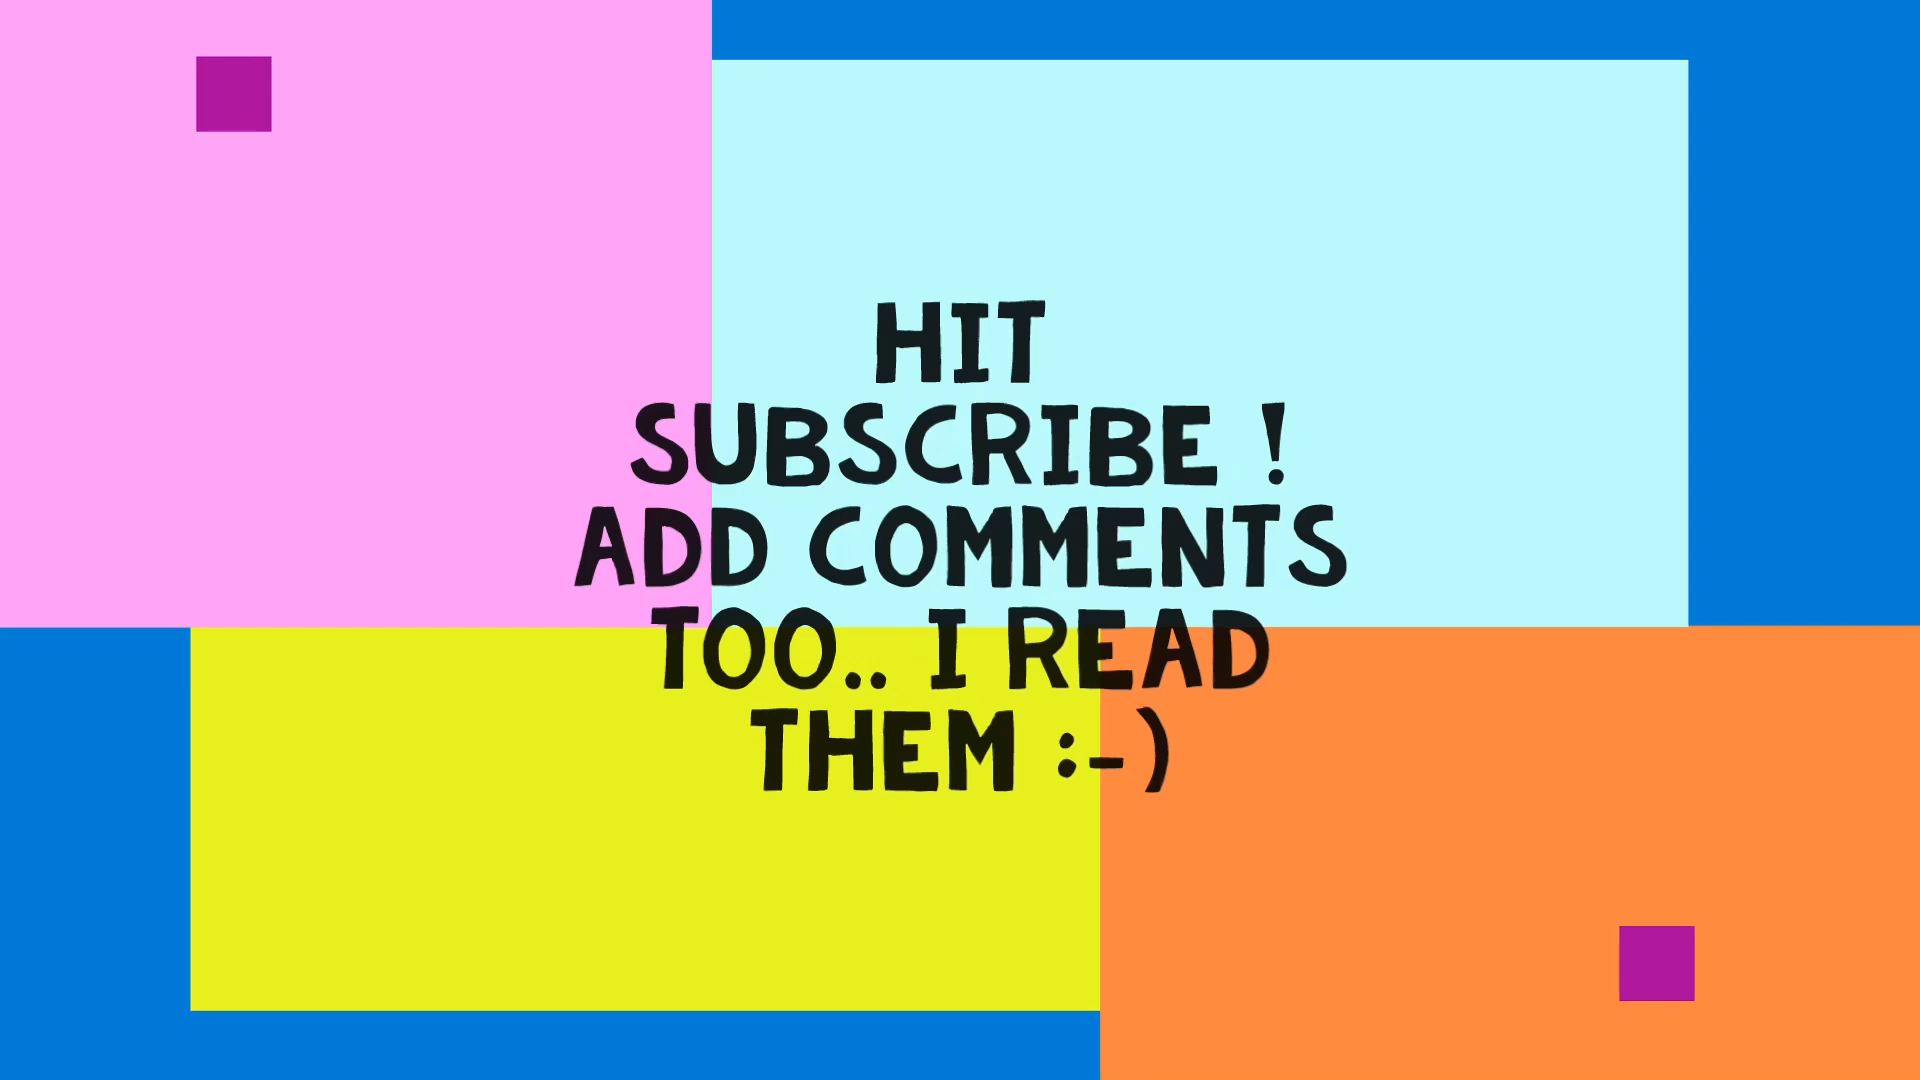 HIT
SUBSCRIBE !
ADD COMMENTS
TOO.. I READ
THEM :-)